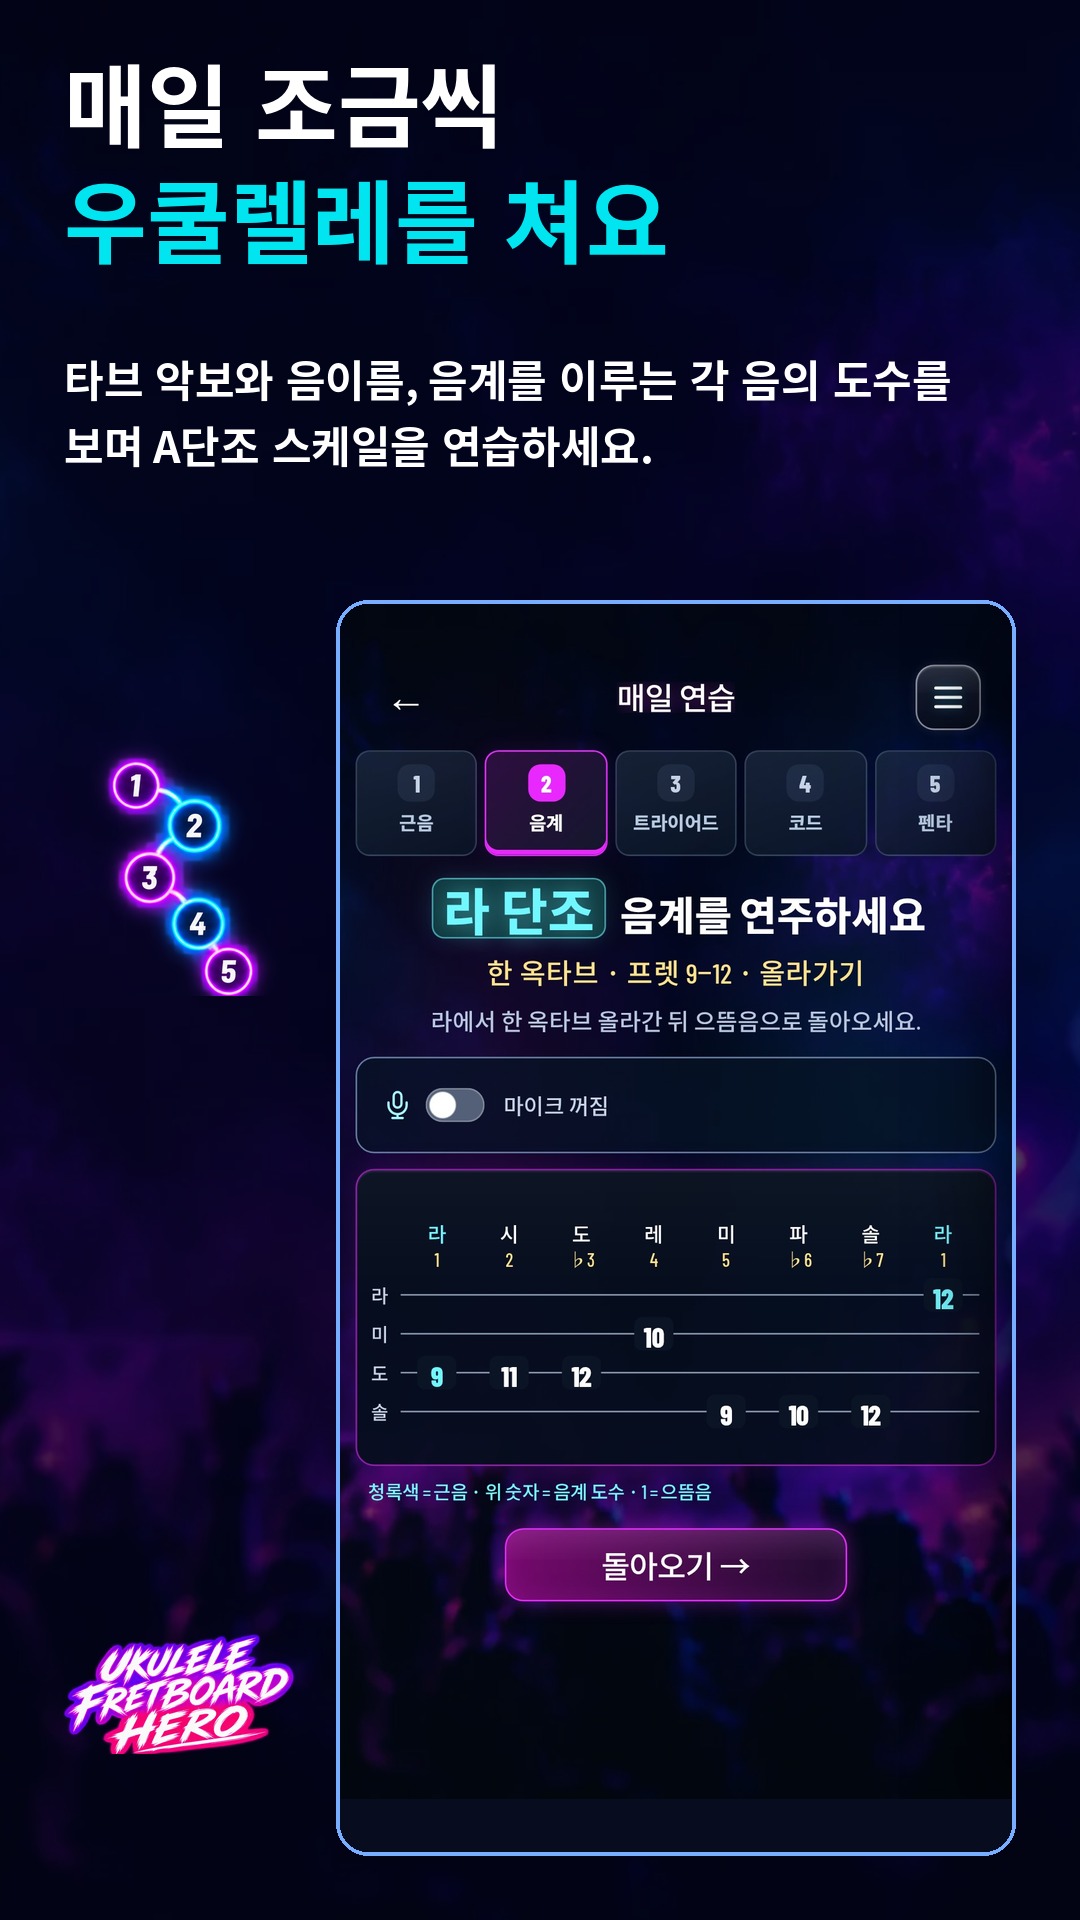 매일 조금씩
우쿨렐레를 쳐요
타브 악보와 음이름, 음계를 이루는 각 음의 도수를
보며 A단조 스케일을 연습하세요.
1
2
3
4
5
← 매일 연습
1 2 3 4 5
근음 음계 트라이어드 코드 펜타
라 단조 음계를 연주하세요
한 옥타브 · 프렛 9–12 · 올라가기
라에서 한 옥타브 올라간 뒤 으뜸음으로 돌아오세요.
마이크 꺼짐
라 시 도 레 미 파 솔 라
1 2 ♭3 4 5 ♭6 ♭7 1
라 12
미 10
도 9 11 12
솔 9 10 12
청록색=근음 · 위 숫자=음계 도수 · 1=으뜸음
돌아오기 →
UKULELE
FRETBOARD
HERO